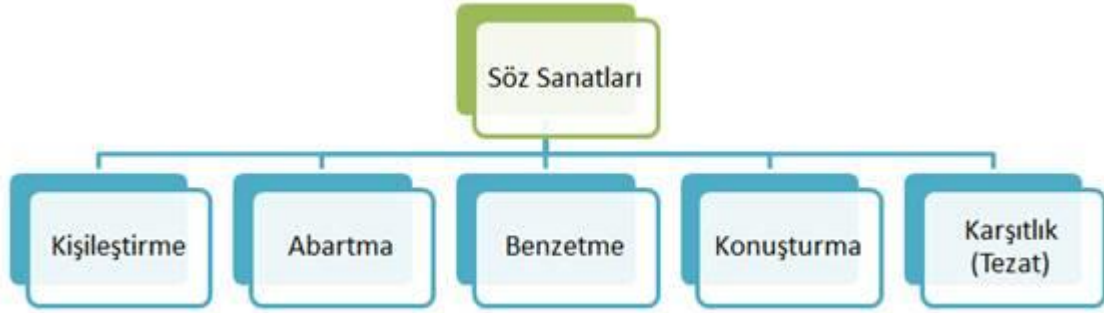 Söz Sanatları
Kişileştirme
Abartma
Benzetme
Konuşturma
Karşıtlık
(Tezat)